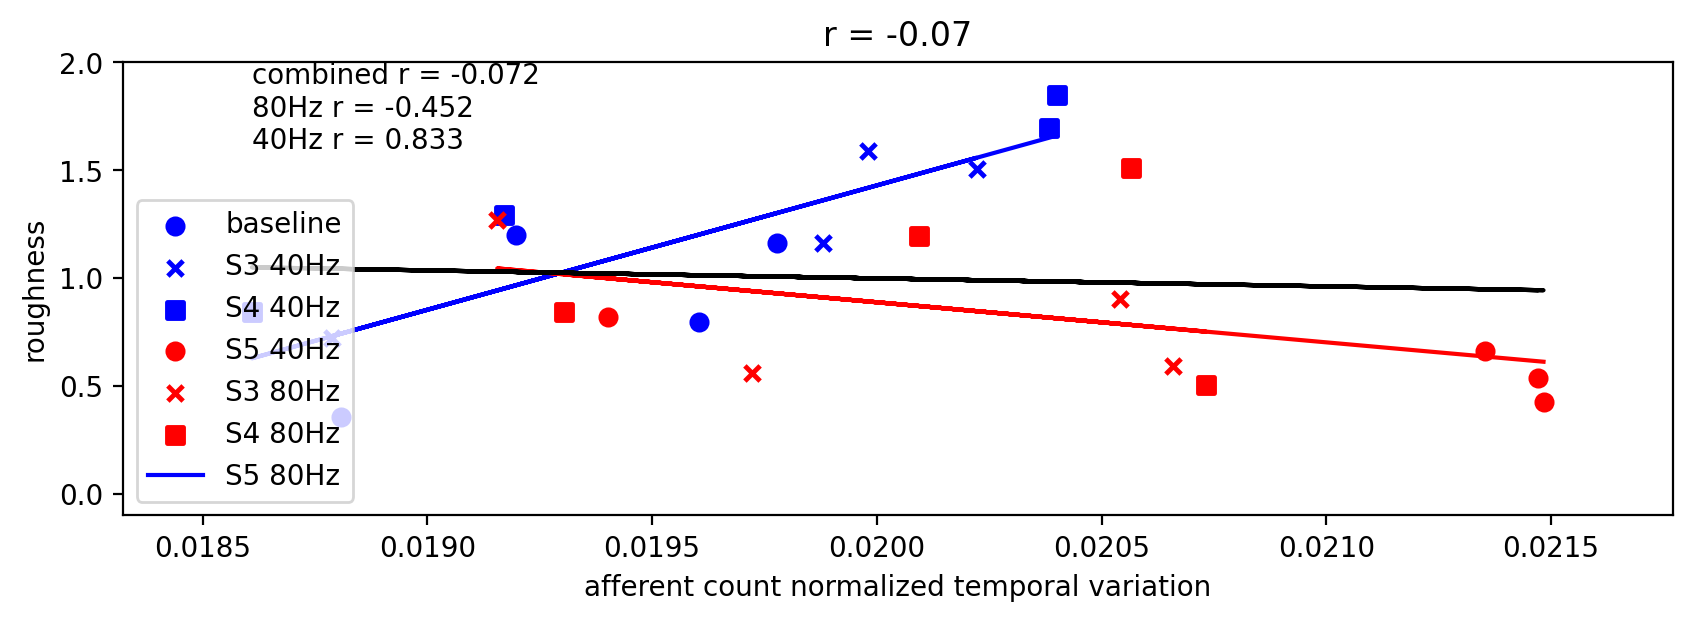 r = -0.07
combined r = -0.072
80Hz r = -0.452
40Hz r = 0.833
2.0
1.5
1.0
0.5
0.0
roughness
baseline
S3 40Hz
S4 40Hz
S5 40Hz
S3 80Hz
S4 80Hz
S5 80Hz
0.0185 0.0190 0.0195 0.0200 0.0205 0.0210 0.0215
afferent count normalized temporal variation